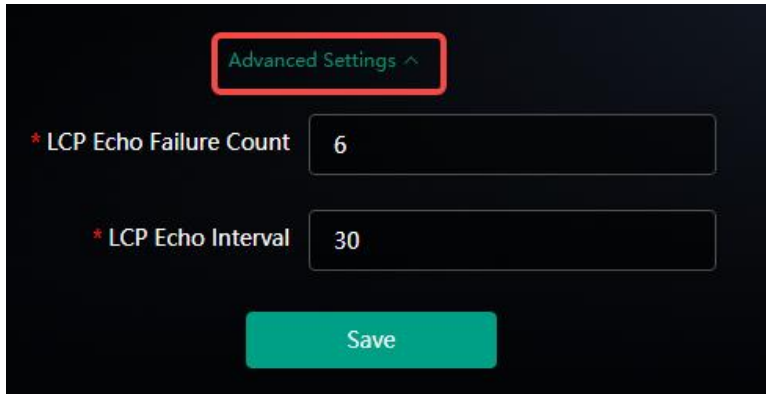 Advanced Settings
* LCP Echo Failure Count 6
* LCP Echo Interval 30
Save